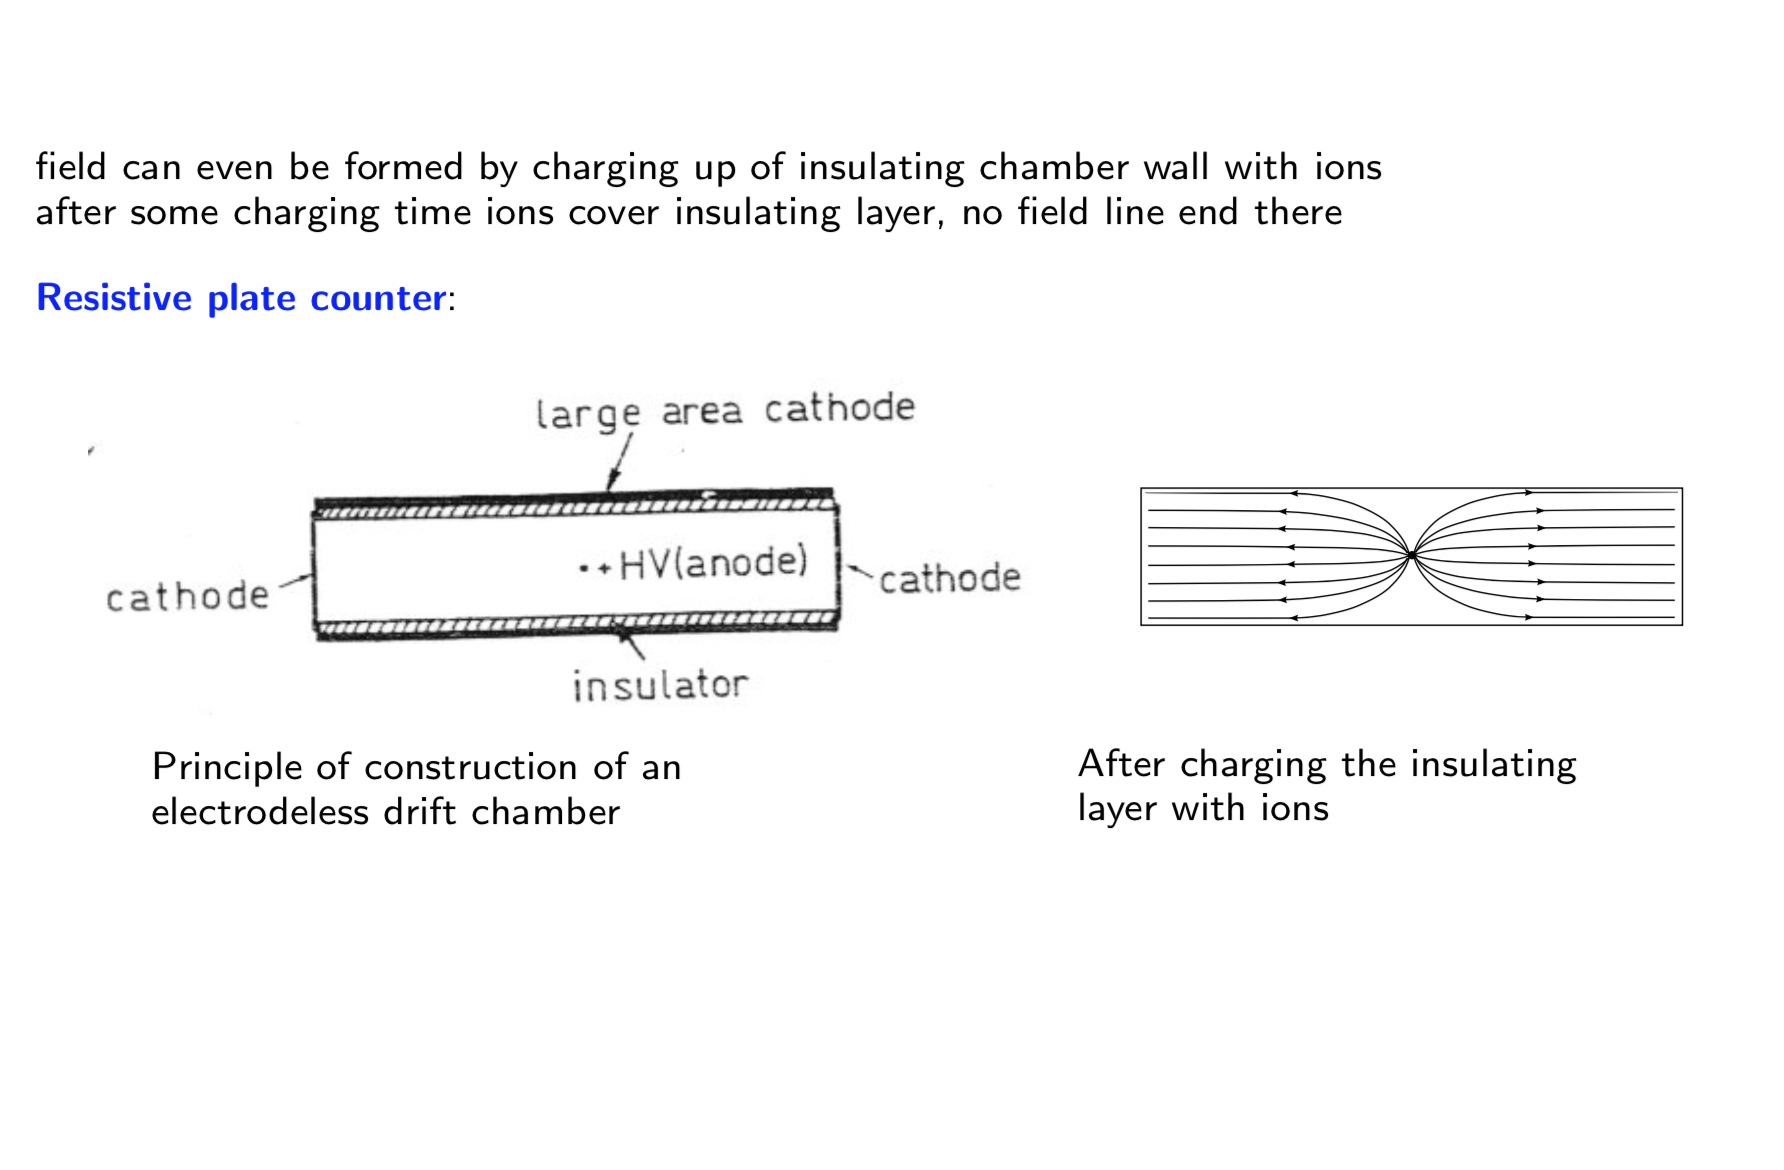 field can even be formed by charging up of insulating chamber wall with ions
after some charging time ions cover insulating layer, no field line end there
Resistive plate counter:
large area cathode
•+HV(anode)
cathode
cathode
insulator
Principle of construction of an
electrodeless drift chamber
After charging the insulating
layer with ions